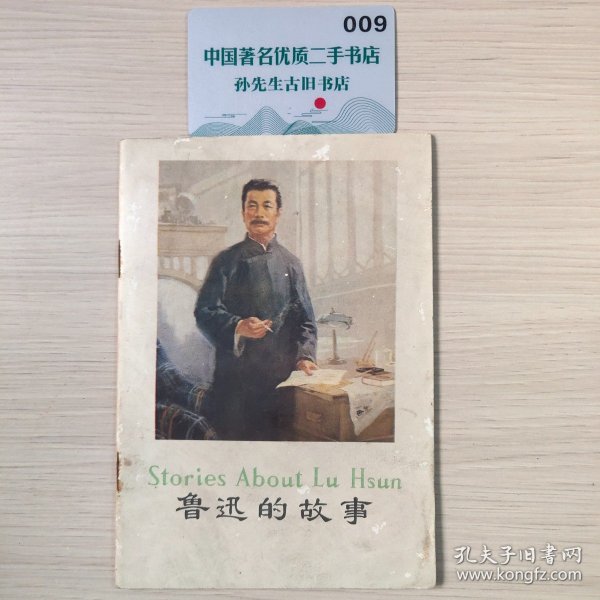 009
中国著名优质二手书店
孙先生古旧书店
Stories About Lu Hsun
鲁迅的故事
孔夫子旧书网
www.kongfz.com